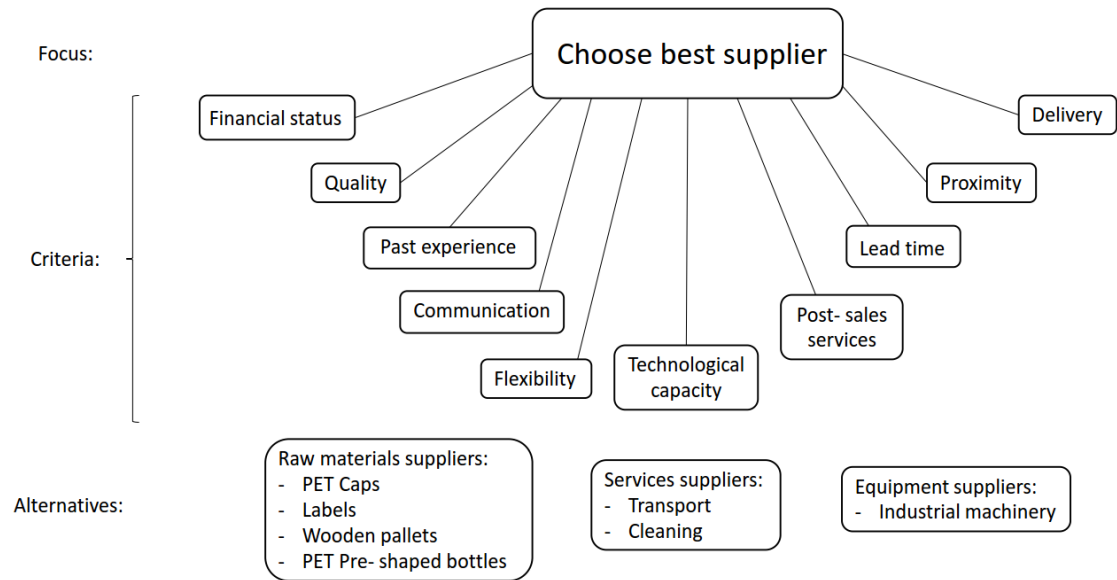 Focus:
Choose best supplier
Financial status
Delivery
Quality
Proximity
Past experience
Lead time
Criteria:
Communication
Post- sales
services
Flexibility
Technological
capacity
Alternatives:
Raw materials suppliers:
- PET Caps
- Labels
- Wooden pallets
- PET Pre- shaped bottles
Services suppliers:
- Transport
- Cleaning
Equipment suppliers:
- Industrial machinery